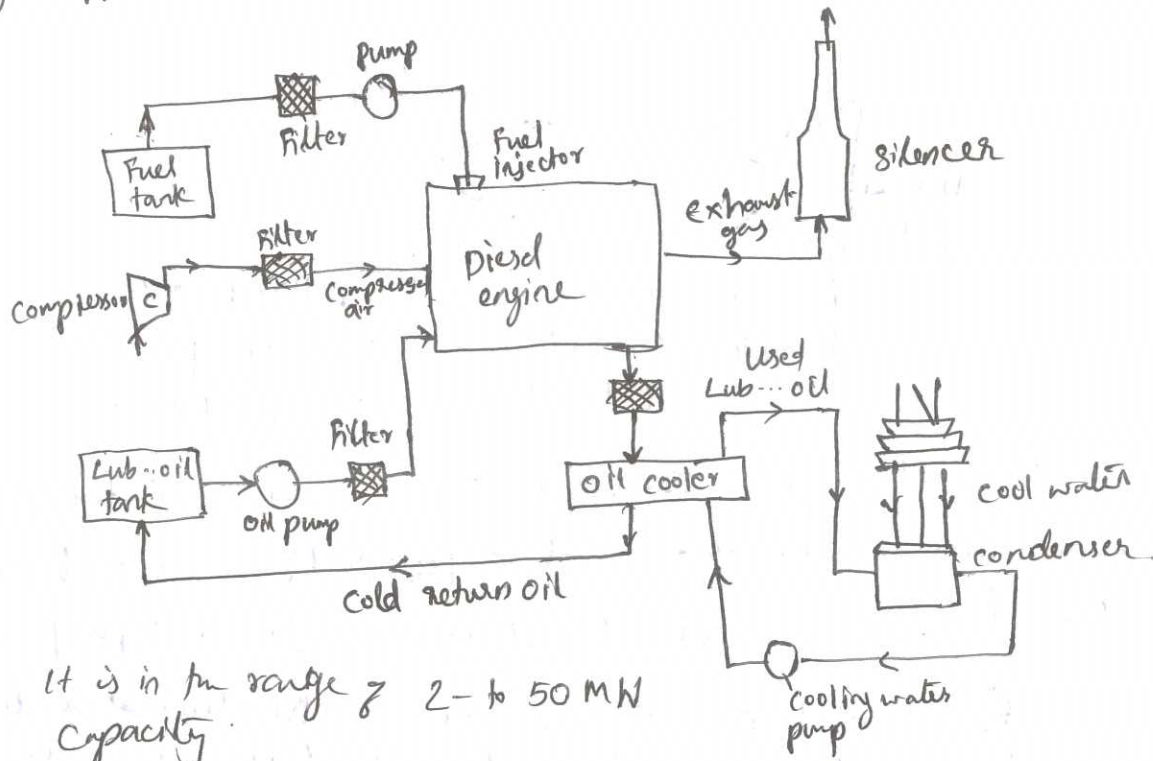 Pump
Filter
Fuel
injector
Fuel
tank
silencer
exhaust
gas
Filter
Diesel
engine
Compressor
C
Compresse
air
Used
Lub... oil
Filter
Lub...oil
tank
oil pump
oil cooler
cool water
condenser
cold return oil
It is in the range of 2-to 50 MW
Capacity.
cooling water
pump